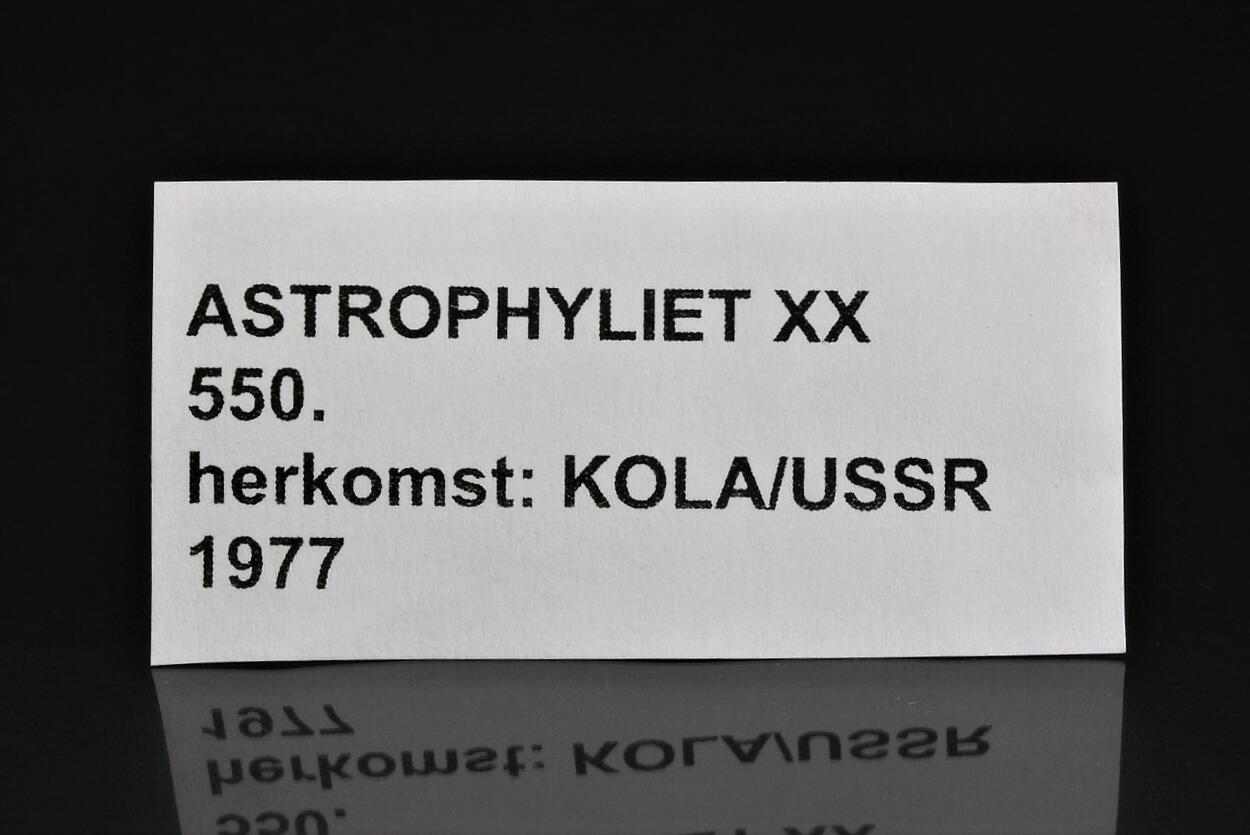 ASTROPHYLIET XX
550.
herkomst: KOLA/USSR
1977